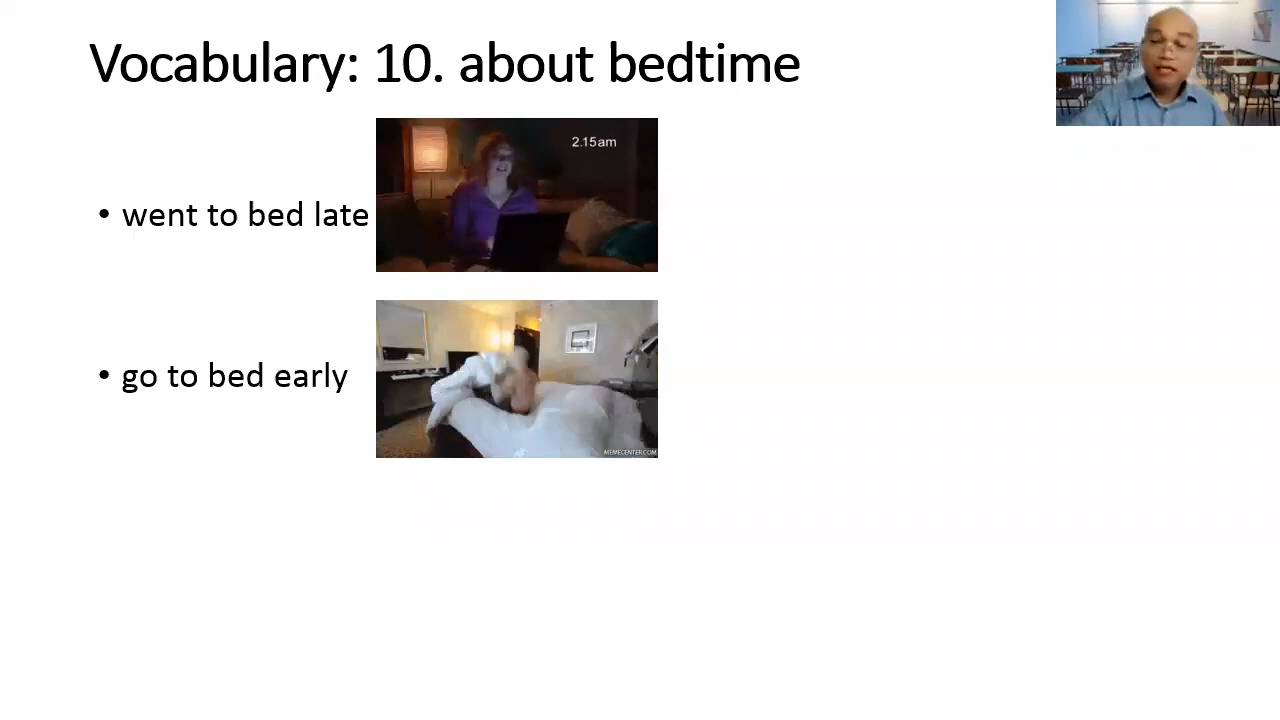 Vocabulary: 10. about bedtime
2.15am
• went to bed late
• go to bed early
MEMECENTER.COM